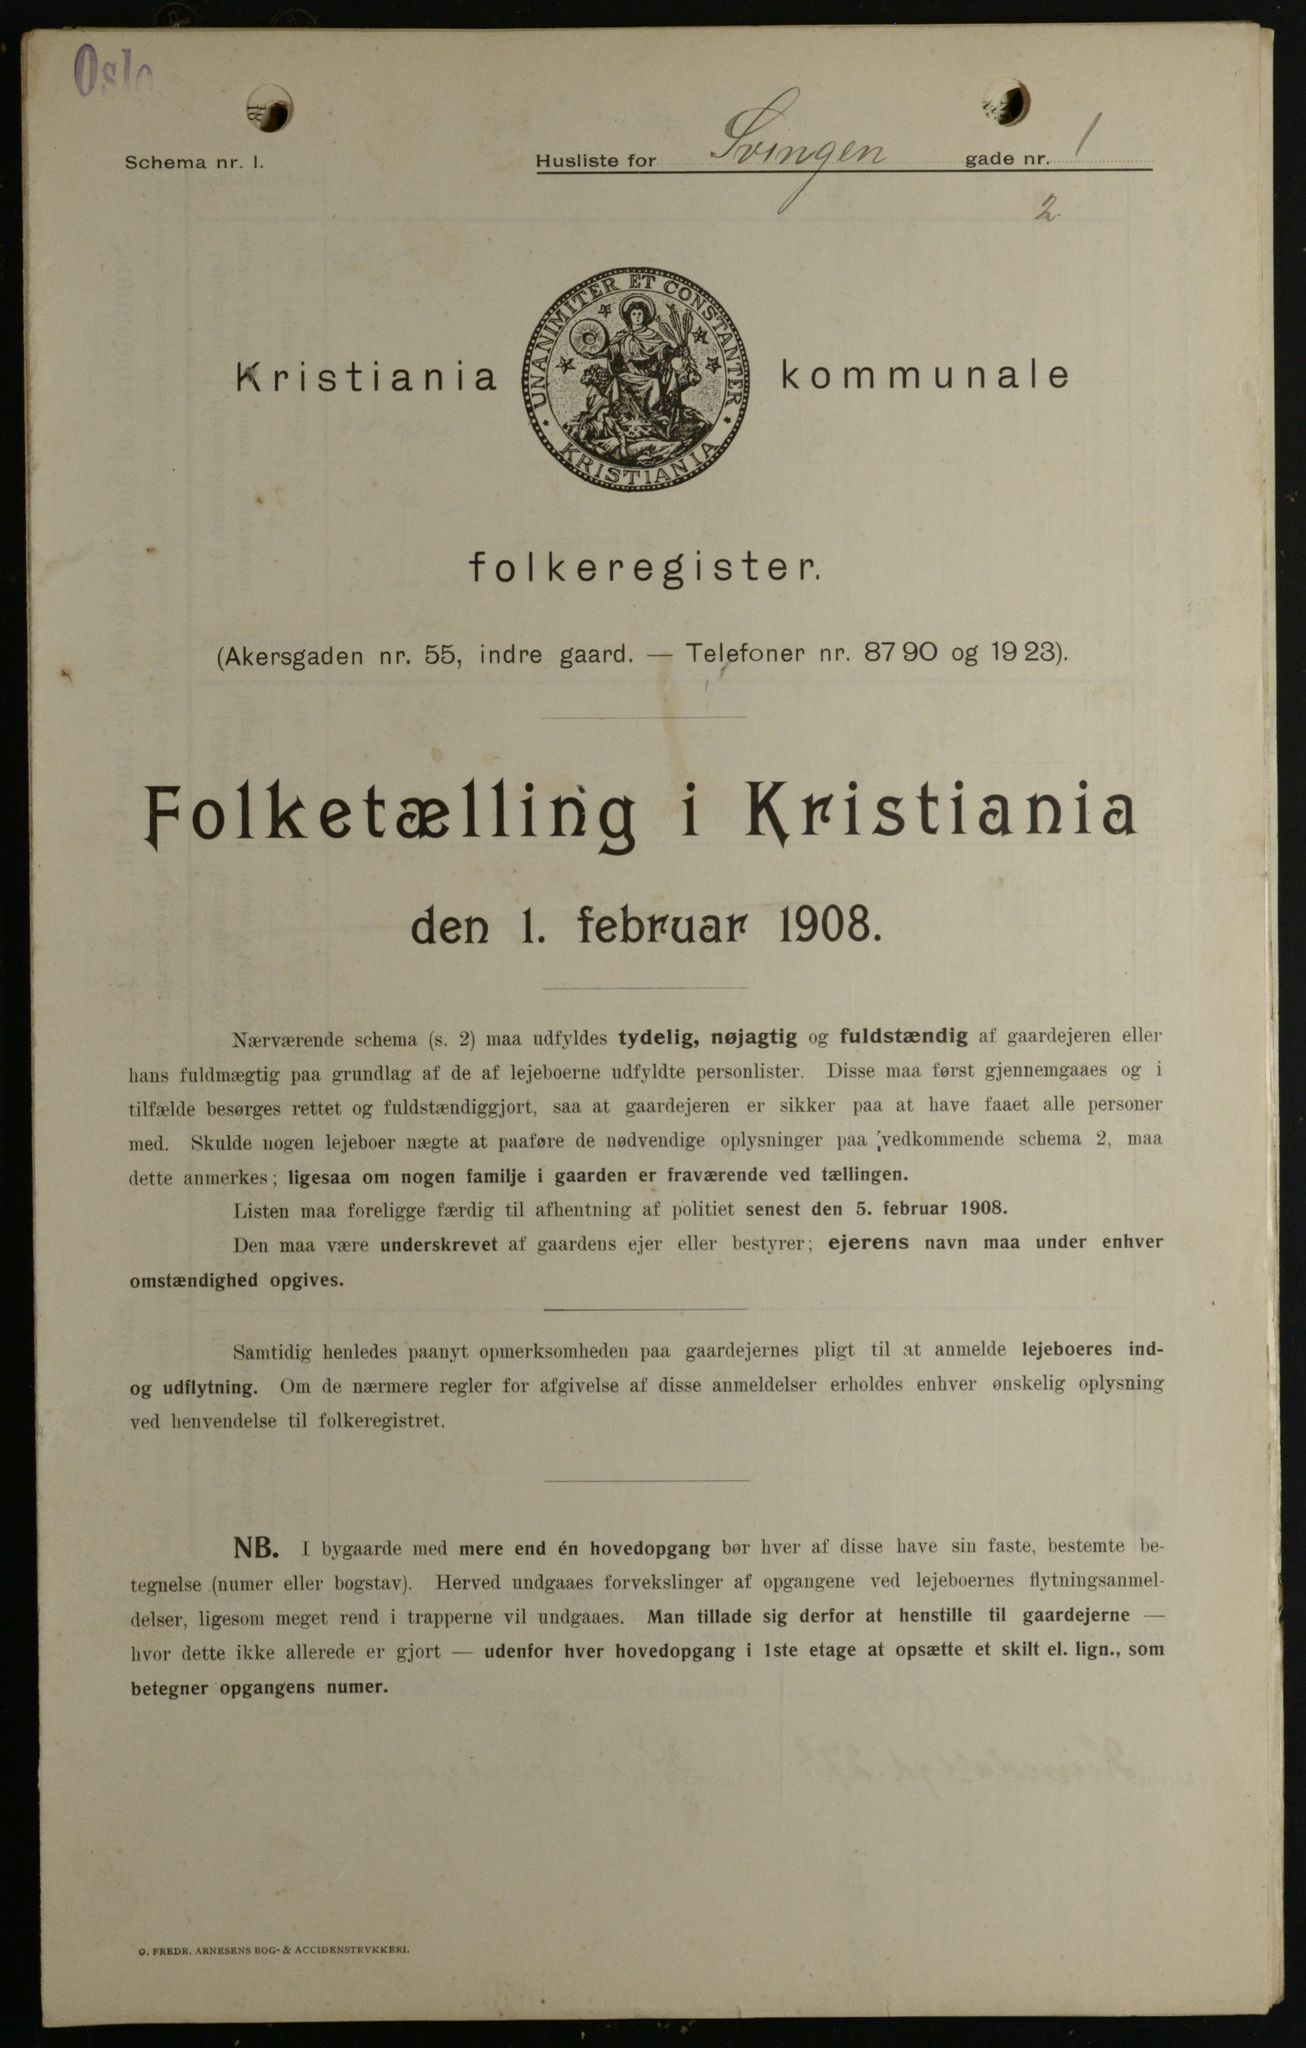 Oslo.
Schema nr. 1.
Husliste for Svingen gade nr. 1
2.
UNANIMITER ET CONSTANTER
KRISTIANIA
Kristiania kommunale
folkeregister.
(Akersgaden nr. 55, indre gaard. — Telefoner nr. 87 90 og 19 23).
Folketælling i Kristiania
den 1. februar 1908.
Nærværende schema (s. 2) maa udfyldes tydelig, nøjagtig og fuldstændig af gaardejeren eller
hans fuldmægtig paa grundlag af de af lejeboerne udfyldte personlister. Disse maa først gjennemgaaes og i
tilfælde besørges rettet og fuldstændiggjort, saa at gaardejeren er sikker paa at have faaet alle personer
med. Skulde nogen lejeboer nægte at paaføre de nødvendige oplysninger paa vedkommende schema 2, maa
dette anmerkes; ligesaa om nogen familje i gaarden er fraværende ved tællingen.
Listen maa foreligge færdig til afhentning af politiet senest den 5. februar 1908.
Den maa være underskrevet af gaardens ejer eller bestyrer; ejerens navn maa under enhver
omstændighed opgives.
Samtidig henledes paanyt opmerksomheden paa gaardejernes pligt til at anmelde lejeboeres ind-
og udflytning. Om de nærmere regler for afgivelse af disse anmeldelser erholdes enhver ønskelig oplysning
ved henvendelse til folkeregistret.
NB. I bygaarde med mere end én hovedopgang bør hver af disse have sin faste, bestemte be-
tegnelse (numer eller bogstav). Herved undgaaes forvekslinger af opgangene ved lejeboernes flytningsanmel-
delser, ligesom meget rend i trapperne vil undgaaes. Man tillade sig derfor at henstille til gaardejerne —
hvor dette ikke allerede er gjort — udenfor hver hovedopgang i 1ste etage at opsætte et skilt el. lign., som
betegner opgangens numer.
O. FREDR. ARNESENS BOG- & ACCIDENSTRYKKERI.